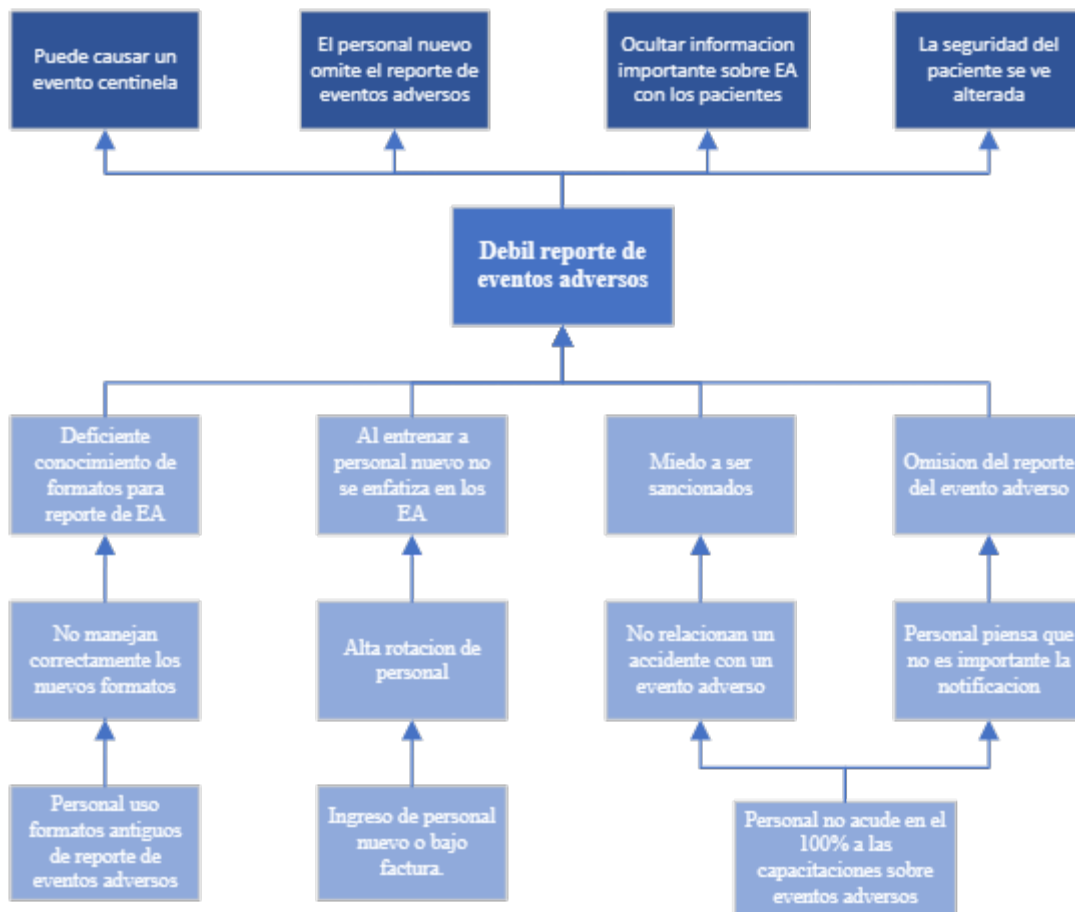 Puede causar un
evento centinela
El personal nuevo
omite el reporte de
eventos adversos
Ocultar informacion
importante sobre EA
con los pacientes
La seguridad del
paciente se ve
alterada
Debil reporte de
eventos adversos
Deficiente
conocimiento de
formatos para
reporte de EA
Al entrenar a
personal nuevo no
se enfatiza en los
EA
Miedo a ser
sancionados
Omision del reporte
del evento adverso
No manejan
correctamente los
nuevos formatos
Alta rotacion de
personal
No relacionan un
accidente con un
evento adverso
Personal piensa que
no es importante la
notificacion
Personal uso
formatos antiguos
de reporte de
eventos adversos
Ingreso de personal
nuevo o bajo
factura.
Personal no acude en el
100% a las
capacitaciones sobre
eventos adversos